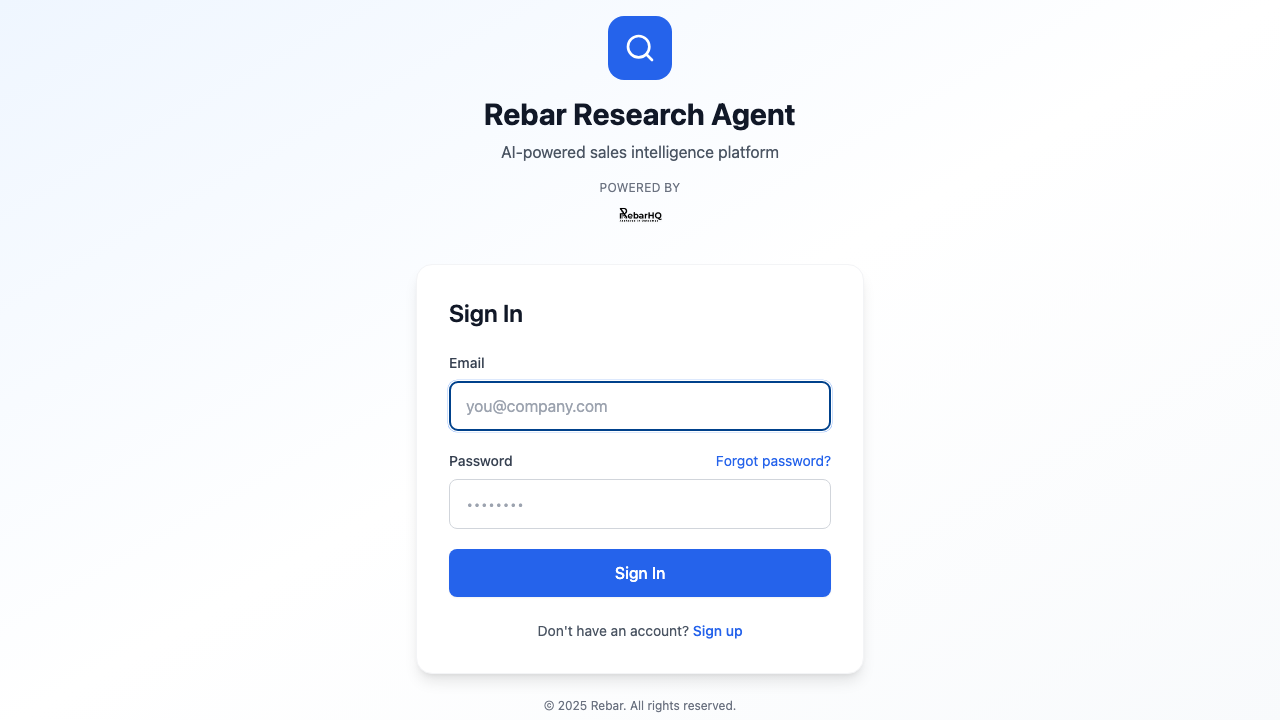 Rebar Research Agent
AI-powered sales intelligence platform
POWERED BY
RebarHQ
Sign In
Email
you@company.com
Password Forgot password?
••••••••
Sign In
Don't have an account? Sign up
© 2025 Rebar. All rights reserved.